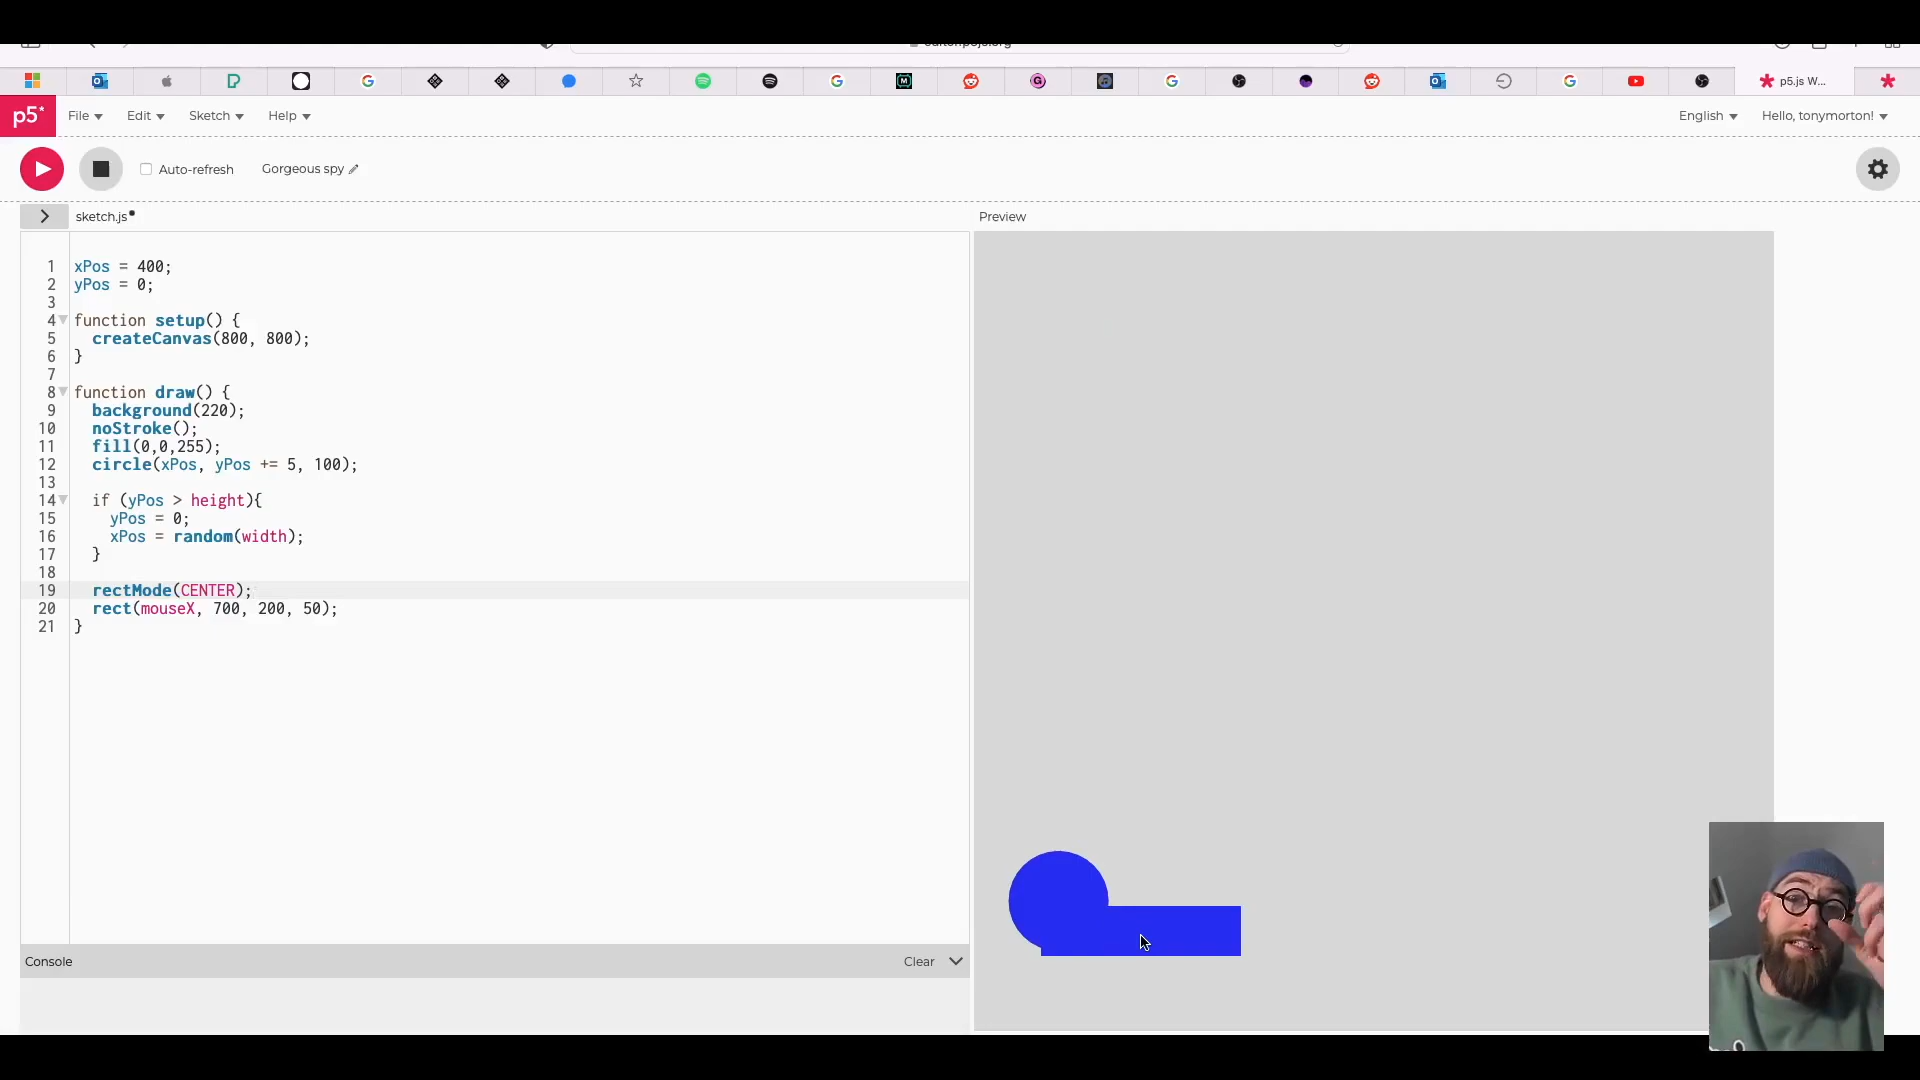 p5.js W...
p5*
File
Edit
Sketch
Help
English
Hello, tonymorton!
Auto-refresh
Gorgeous spy
sketch.js
Preview
1 xPos = 400;
2 yPos = 0;
3
4 function setup() {
5 createCanvas(800, 800);
6 }
7
8 function draw() {
9 background(220);
10 noStroke();
11 fill(0,0,255);
12 circle(xPos, yPos += 5, 100);
13
14 if (yPos > height){
15 yPos = 0;
16 xPos = random(width);
17 }
18
19 rectMode(CENTER);
20 rect(mouseX, 700, 200, 50);
21 }
Console
Clear